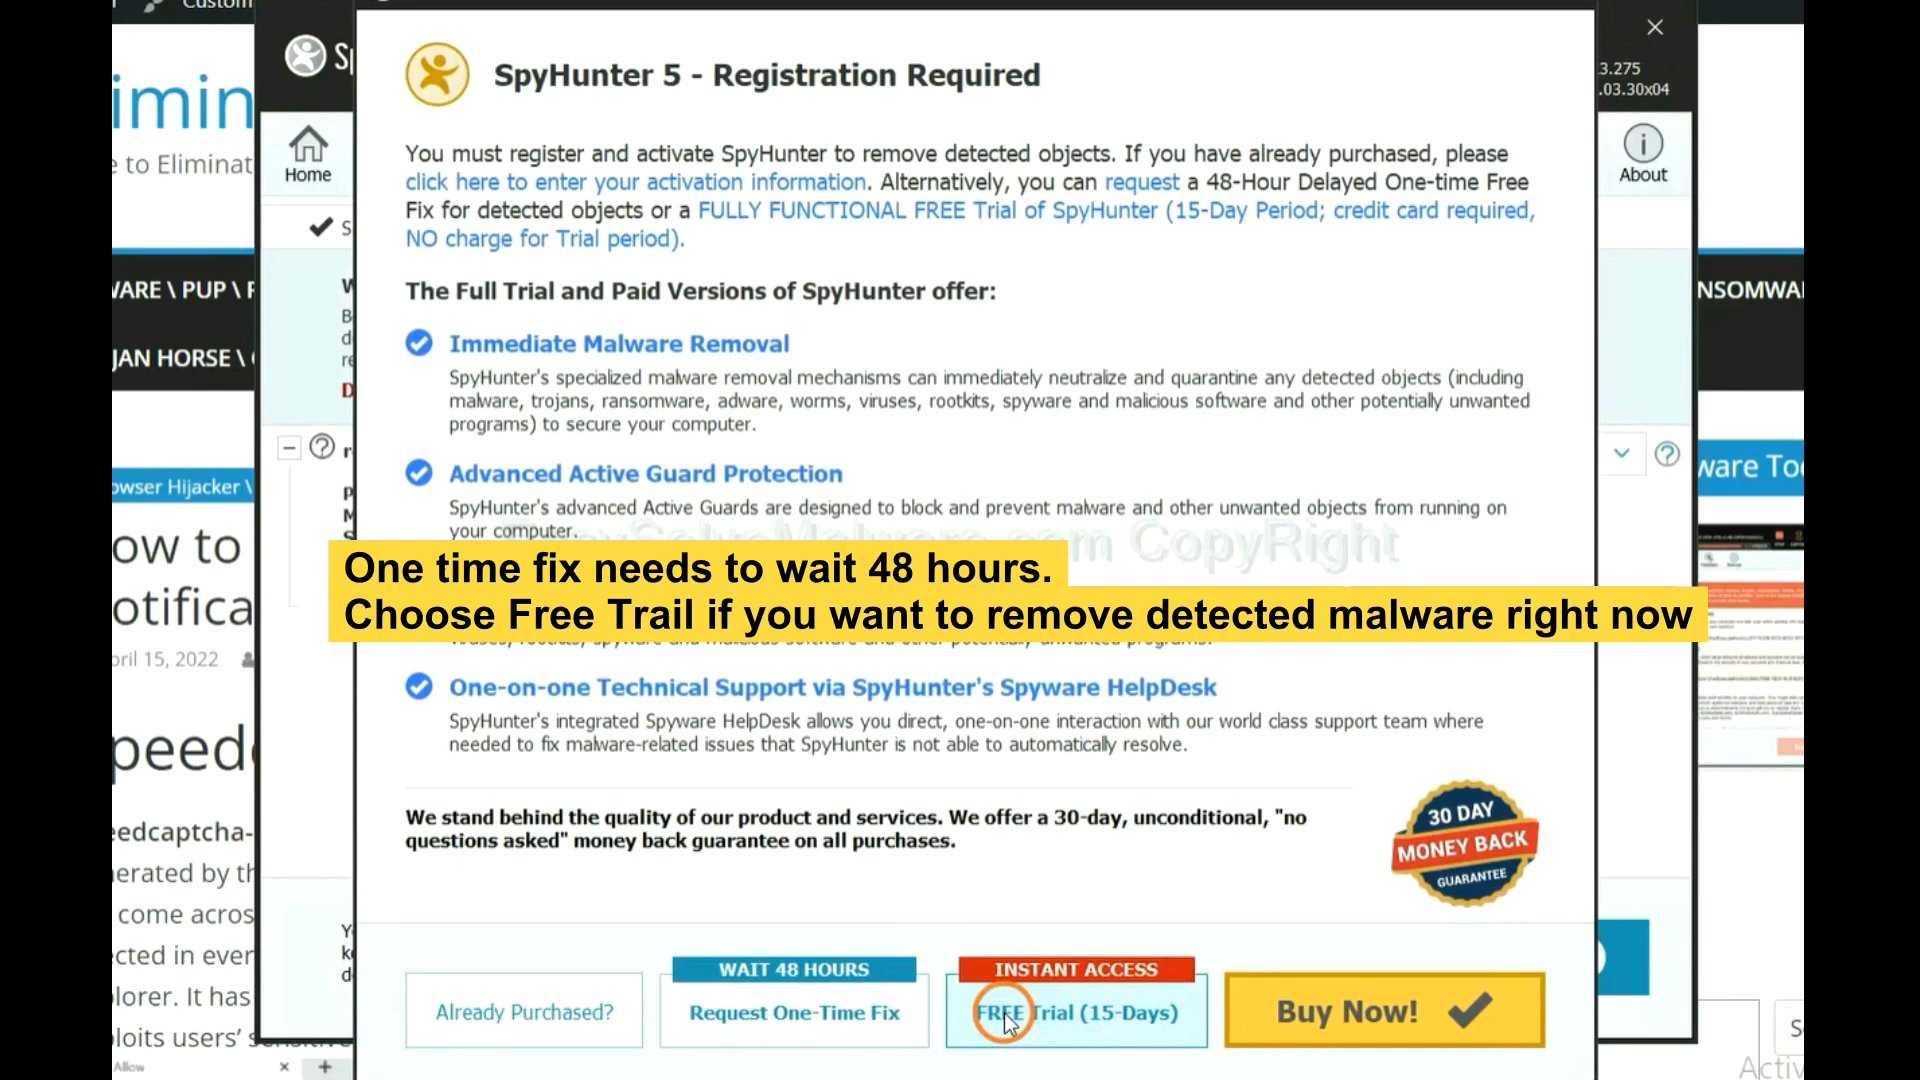 Custom
SpyHunter 5 - Registration Required
3.275
.03.30x04
imin
e to Eliminat
Home
About
You must register and activate SpyHunter to remove detected objects. If you have already purchased, please
click here to enter your activation information. Alternatively, you can request a 48-Hour Delayed One-time Free
Fix for detected objects or a FULLY FUNCTIONAL FREE Trial of SpyHunter (15-Day Period; credit card required,
NO charge for Trial period).
The Full Trial and Paid Versions of SpyHunter offer:
WARE \ PUP \
NSOMWA
JAN HORSE \
Immediate Malware Removal
SpyHunter's specialized malware removal mechanisms can immediately neutralize and quarantine any detected objects (including
malware, trojans, ransomware, adware, worms, viruses, rootkits, spyware and malicious software and other potentially unwanted
programs) to secure your computer.
Advanced Active Guard Protection
SpyHunter's advanced Active Guards are designed to block and prevent malware and other unwanted objects from running on
your computer.
owser Hijacker \
ware Too
ow to
otifica
pril 15, 2022
CopyRight
One time fix needs to wait 48 hours.
Choose Free Trail if you want to remove detected malware right now
One-on-one Technical Support via SpyHunter's Spyware HelpDesk
SpyHunter's integrated Spyware HelpDesk allows you direct, one-on-one interaction with our world class support team where
needed to fix malware-related issues that SpyHunter is not able to automatically resolve.
peed
eedcaptcha-
erated by th
come acros
cted in ever
lorer. It has
ploits users'
We stand behind the quality of our product and services. We offer a 30-day, unconditional, "no
questions asked" money back guarantee on all purchases.
30 DAY
MONEY BACK
GUARANTEE
Already Purchased?
WAIT 48 HOURS
Request One-Time Fix
INSTANT ACCESS
FREE Trial (15-Days)
Buy Now!
Allow
Activ